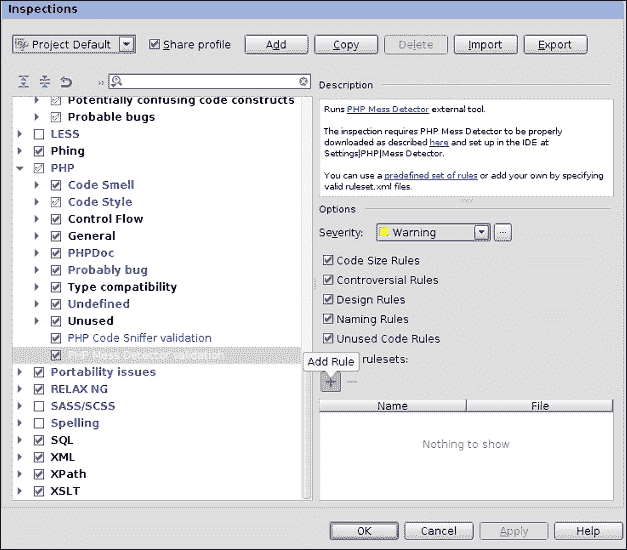 Inspections
Project Default
Share profile
Add
Copy
Delete
Import
Export
Description
Potentially confusing code constructs
Probable bugs
LESS
Phing
PHP
Code Smell
Code Style
Control Flow
General
PHPDoc
Probably bug
Type compatibility
Undefined
Unused
PHP Code Sniffer validation
PHP Mess Detector validation
Portability issues
RELAX NG
SASS/SCSS
Spelling
SQL
XML
XPath
XSLT
Runs PHP Mess Detector external tool.
The inspection requires PHP Mess Detector to be properly
downloaded as described here and set up in the IDE at
Settings|PHP|Mess Detector.
You can use a predefined set of rules or add your own by specifying
valid ruleset.xml files.
Options
Severity: Warning ...
Code Size Rules
Controversial Rules
Design Rules
Naming Rules
Unused Code Rules
rulesets:
Add Rule
Name File
Nothing to show
OK
Cancel
Apply
Help